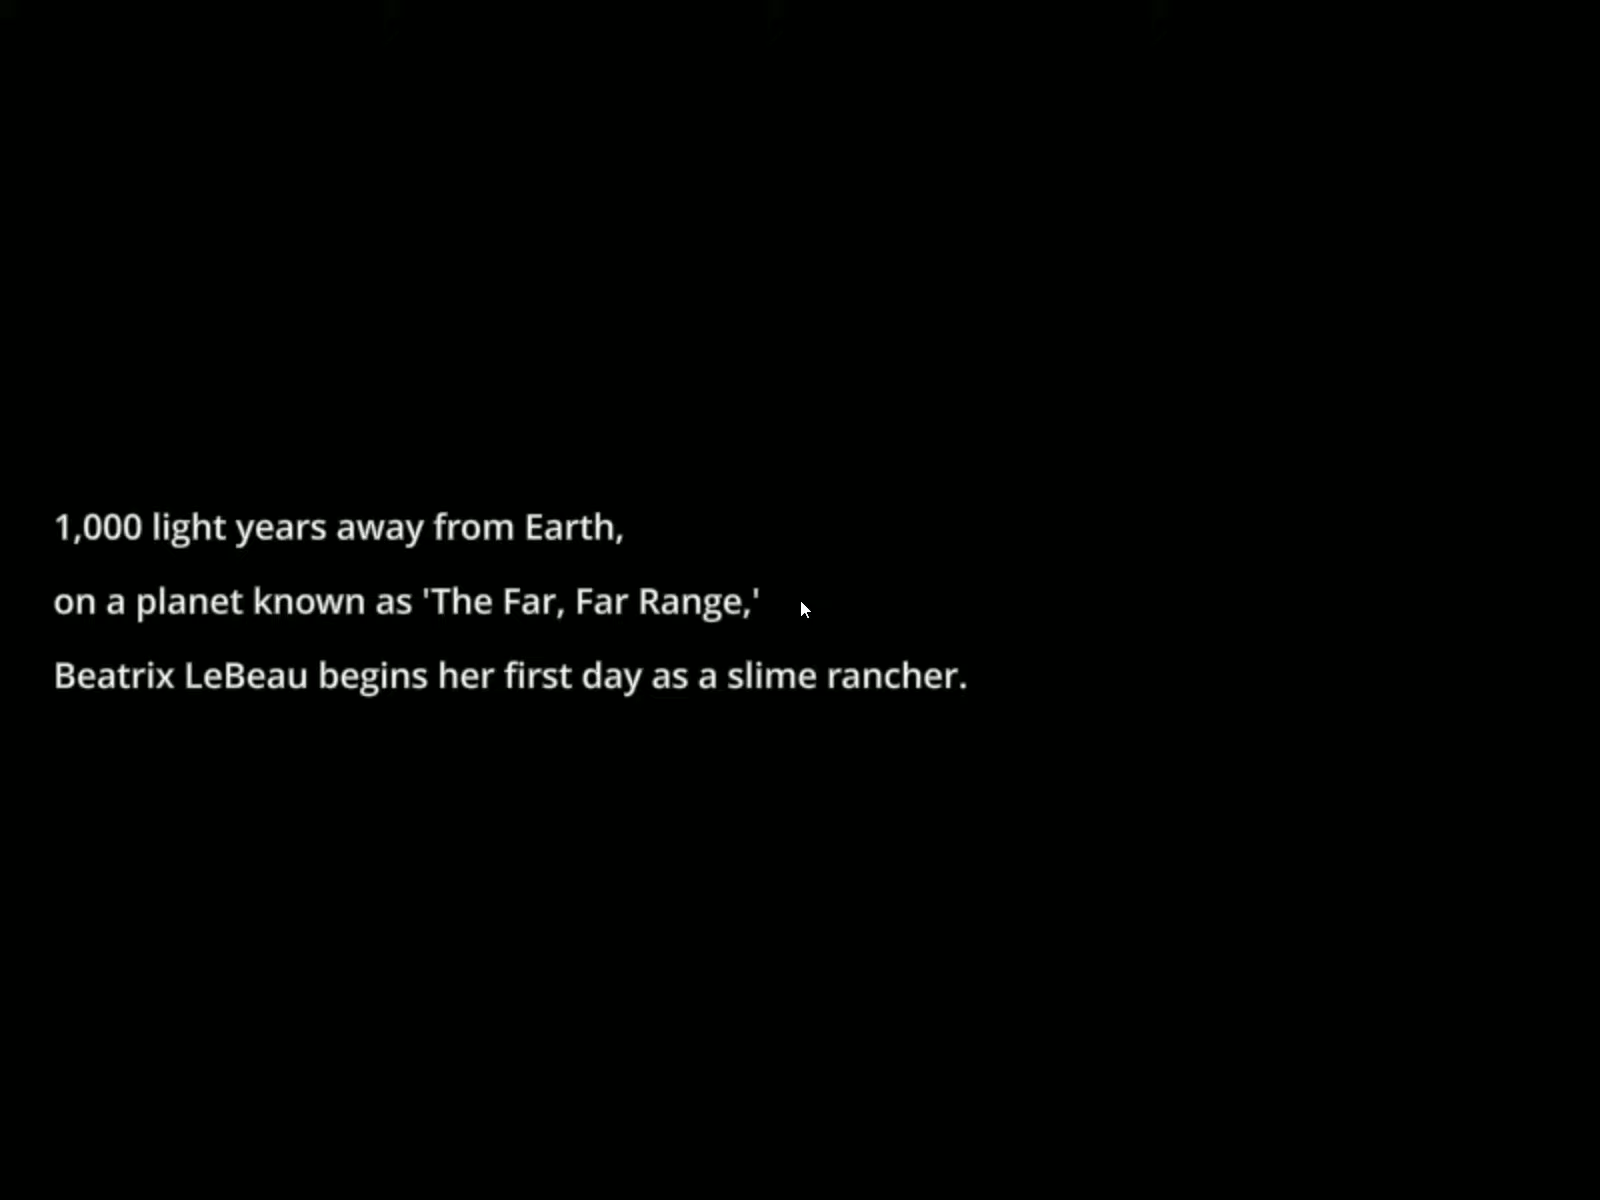 1,000 light years away from Earth,
on a planet known as 'The Far, Far Range,'
Beatrix LeBeau begins her first day as a slime rancher.